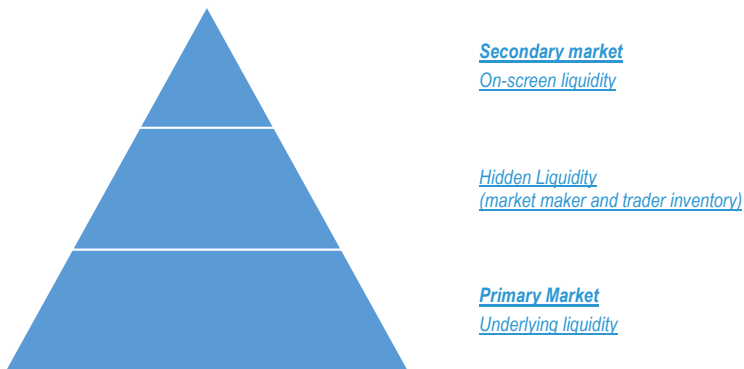 Secondary market
On-screen liquidity
Hidden Liquidity
(market maker and trader inventory)
Primary Market
Underlying liquidity